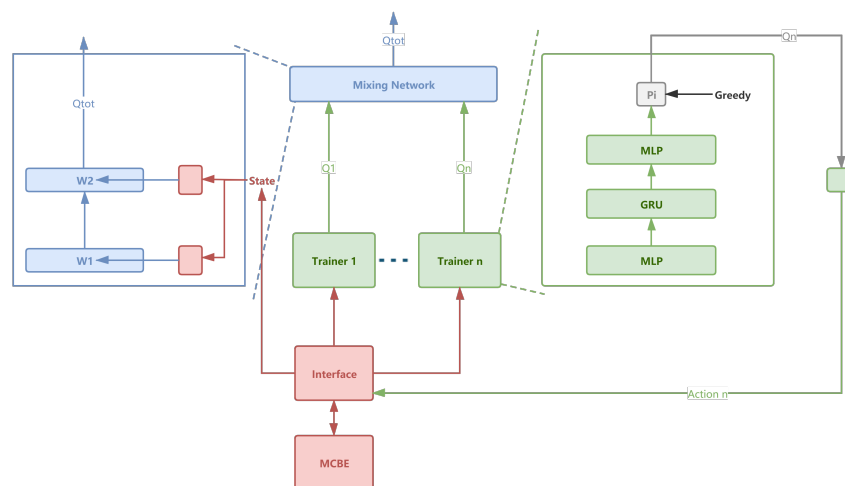 Qtot
Qn
Mixing Network
Pi
Greedy
Qtot
MLP
Q1
Qn
W2
State
GRU
Trainer 1
Trainer n
W1
MLP
Interface
Action n
MCBE